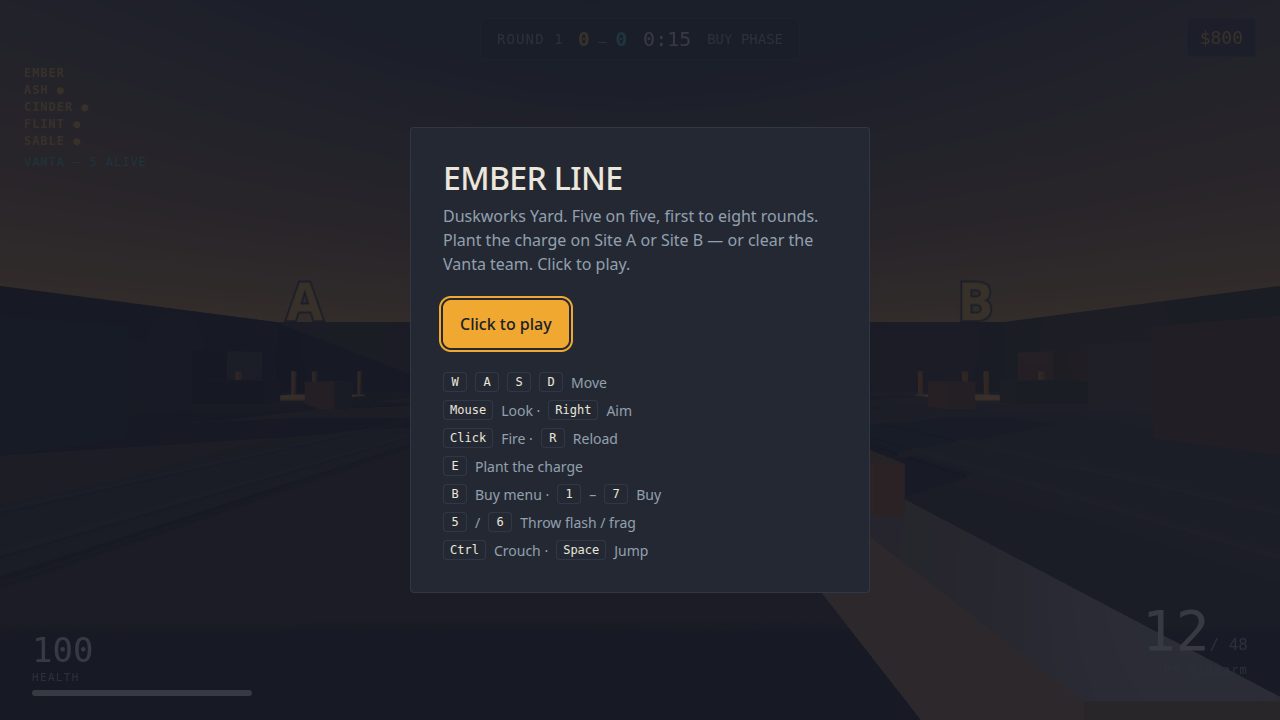 ROUND 1 0 – 0 0:15 BUY PHASE
$800
EMBER
ASH
CINDER
FLINT
SABLE
VANTA — 5 ALIVE
A
B
EMBER LINE
Duskworks Yard. Five on five, first to eight rounds.
Plant the charge on Site A or Site B — or clear the
Vanta team. Click to play.
Click to play
W A S D Move
Mouse Look · Right Aim
Click Fire · R Reload
E Plant the charge
B Buy menu · 1 – 7 Buy
5 / 6 Throw flash / frag
Ctrl Crouch · Space Jump
100
HEALTH
12 / 48